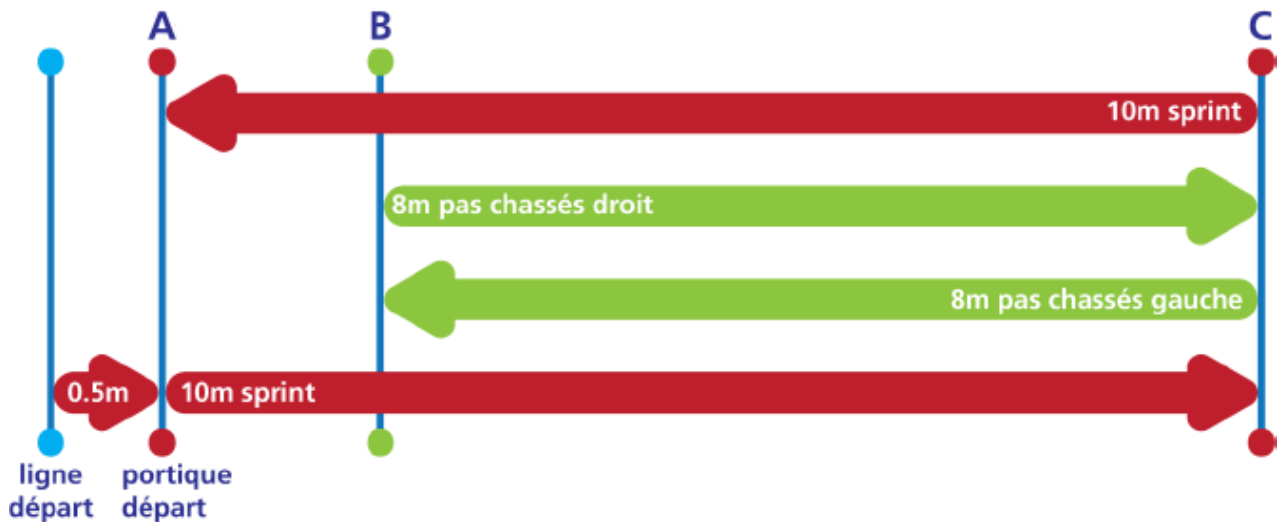 A
B
C
10m sprint
8m pas chassés droit
8m pas chassés gauche
0.5m
10m sprint
ligne
départ
portique
départ